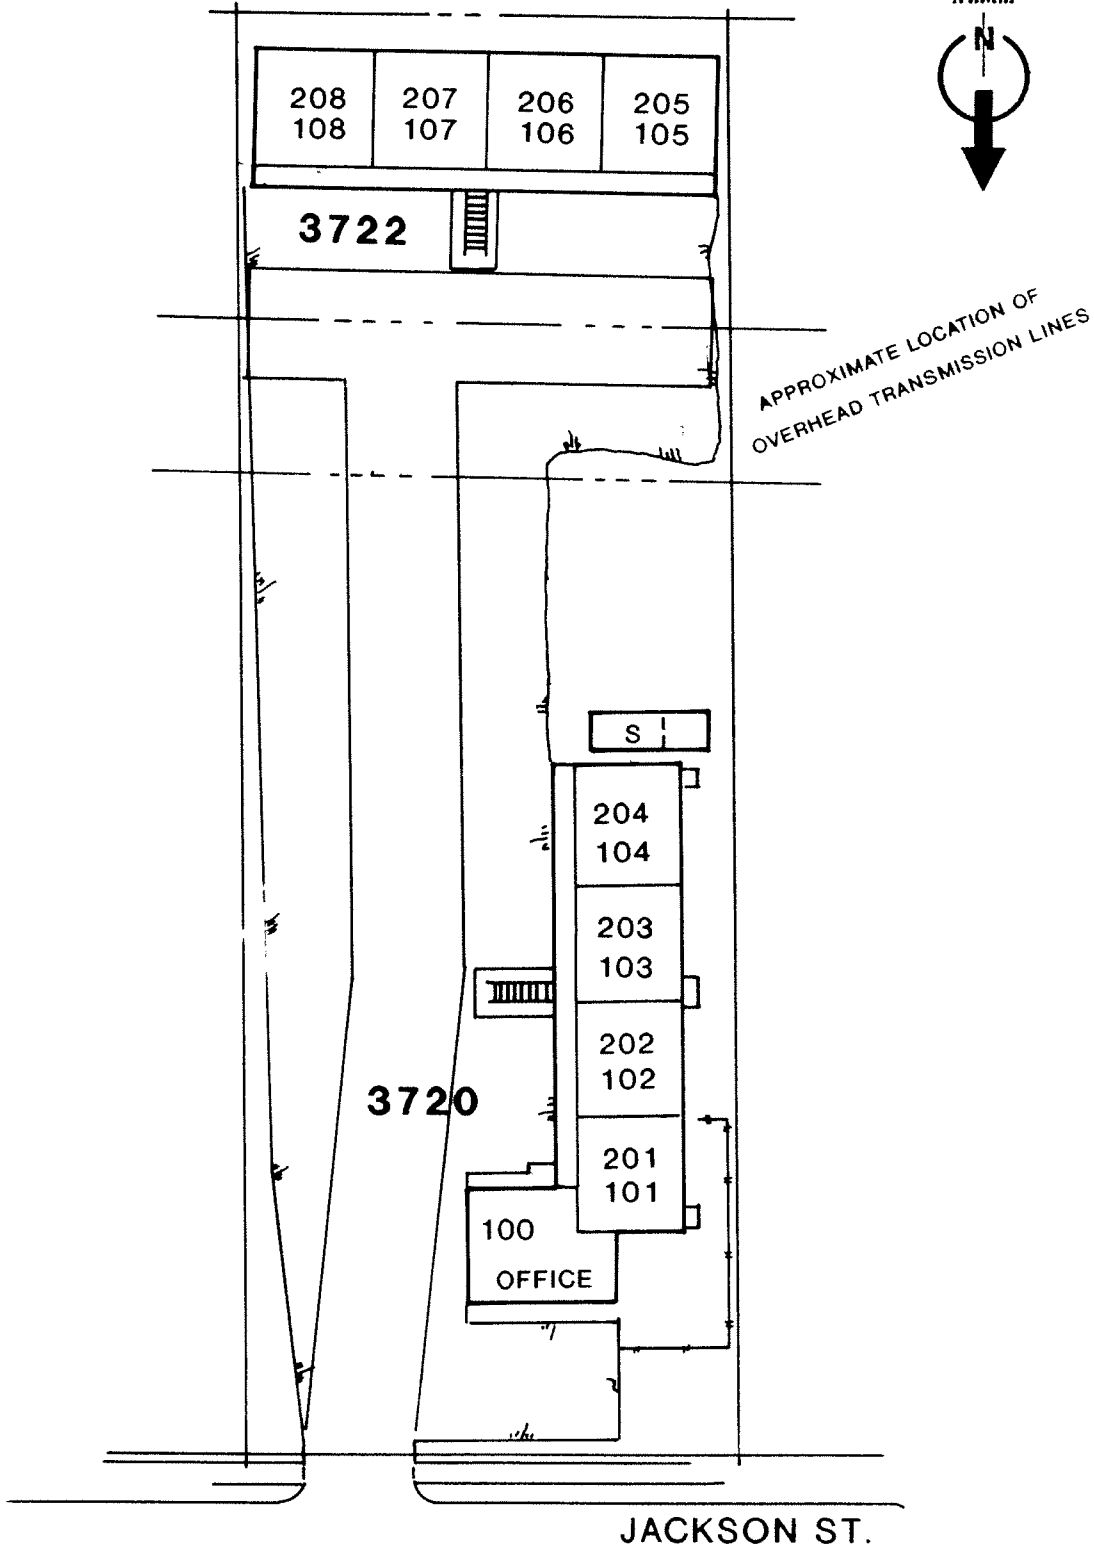 N
208 207 206 205
108 107 106 105
3722
APPROXIMATE LOCATION OF
OVERHEAD TRANSMISSION LINES
S
204
104
203
103
202
102
3720
201
101
100
OFFICE
JACKSON ST.